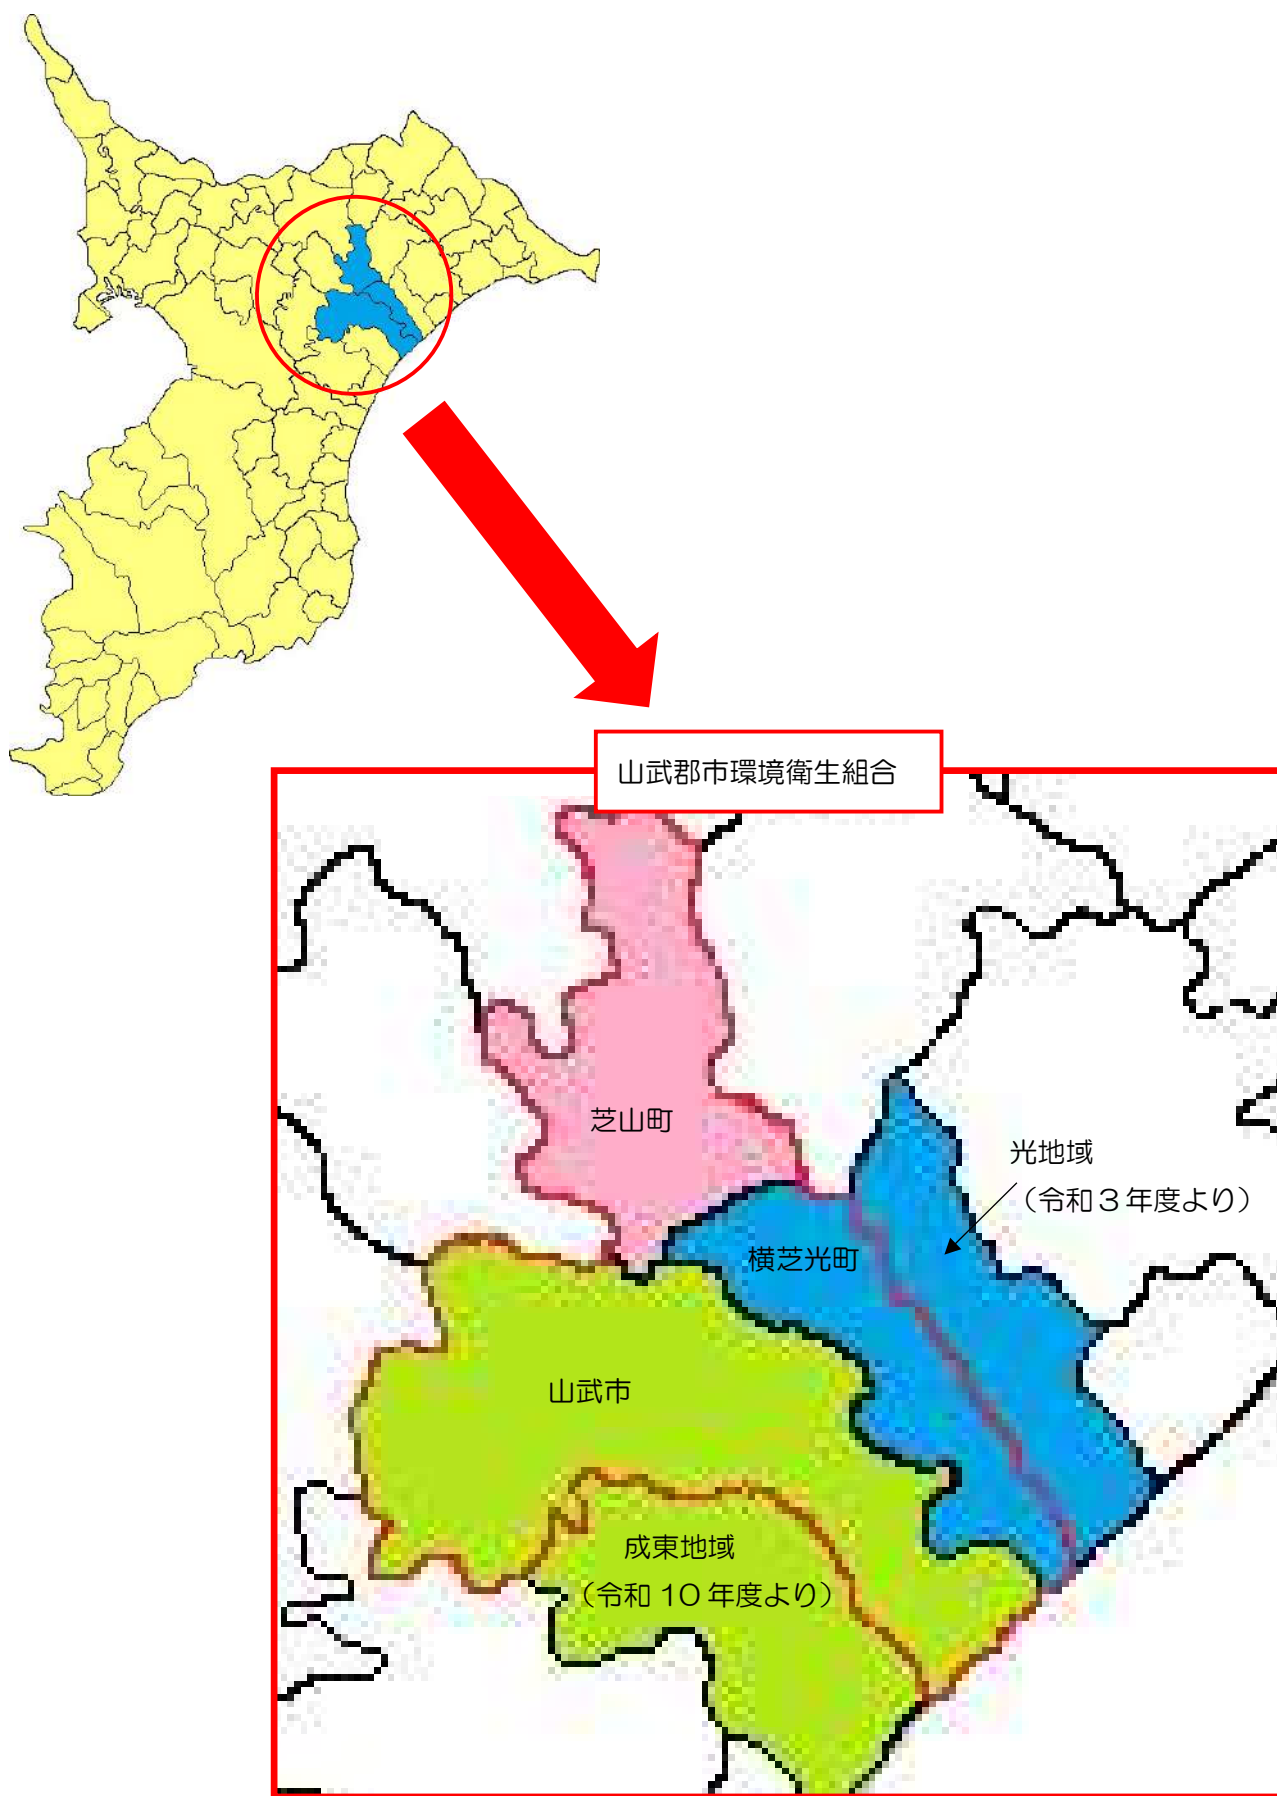 山武郡市環境衛生組合
芝山町
光地域
（令和３年度より）
横芝光町
山武市
成東地域
（令和 10 年度より）